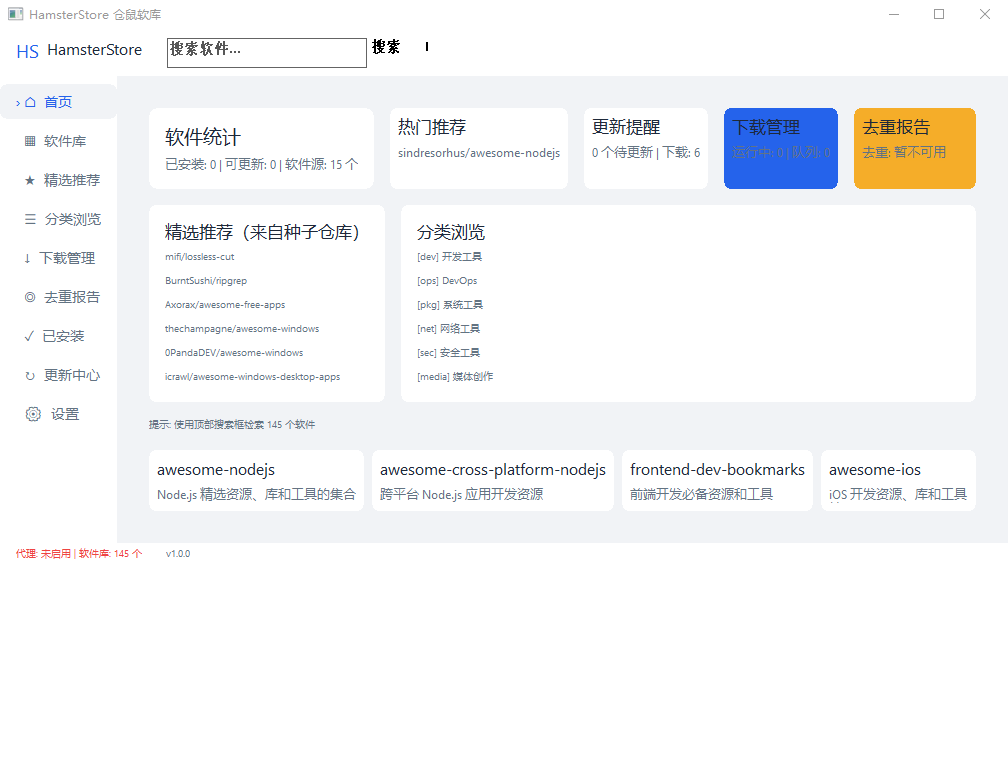 HamsterStore 仓鼠软库
HS HamsterStore 搜索软件... 搜索
› 首页
软件库
★ 精选推荐
☰ 分类浏览
↓ 下载管理
◎ 去重报告
✓ 已安装
↻ 更新中心
设置
软件统计
已安装: 0 | 可更新: 0 | 软件源: 15 个
热门推荐
sindresorhus/awesome-nodejs
更新提醒
0 个待更新 | 下载: 6
下载管理
运行中: 0 | 队列: 0
去重报告
去重: 暂不可用
精选推荐（来自种子仓库）
mifi/lossless-cut
BurntSushi/ripgrep
Axorax/awesome-free-apps
thechampagne/awesome-windows
0PandaDEV/awesome-windows
icrawl/awesome-windows-desktop-apps
分类浏览
[dev] 开发工具
[ops] DevOps
[pkg] 系统工具
[net] 网络工具
[sec] 安全工具
[media] 媒体创作
提示: 使用顶部搜索框检索 145 个软件
awesome-nodejs
Node.js 精选资源、库和工具的集合
awesome-cross-platform-nodejs
跨平台 Node.js 应用开发资源
frontend-dev-bookmarks
前端开发必备资源和工具
awesome-ios
iOS 开发资源、库和工具
代理: 未启用 | 软件库: 145 个 v1.0.0